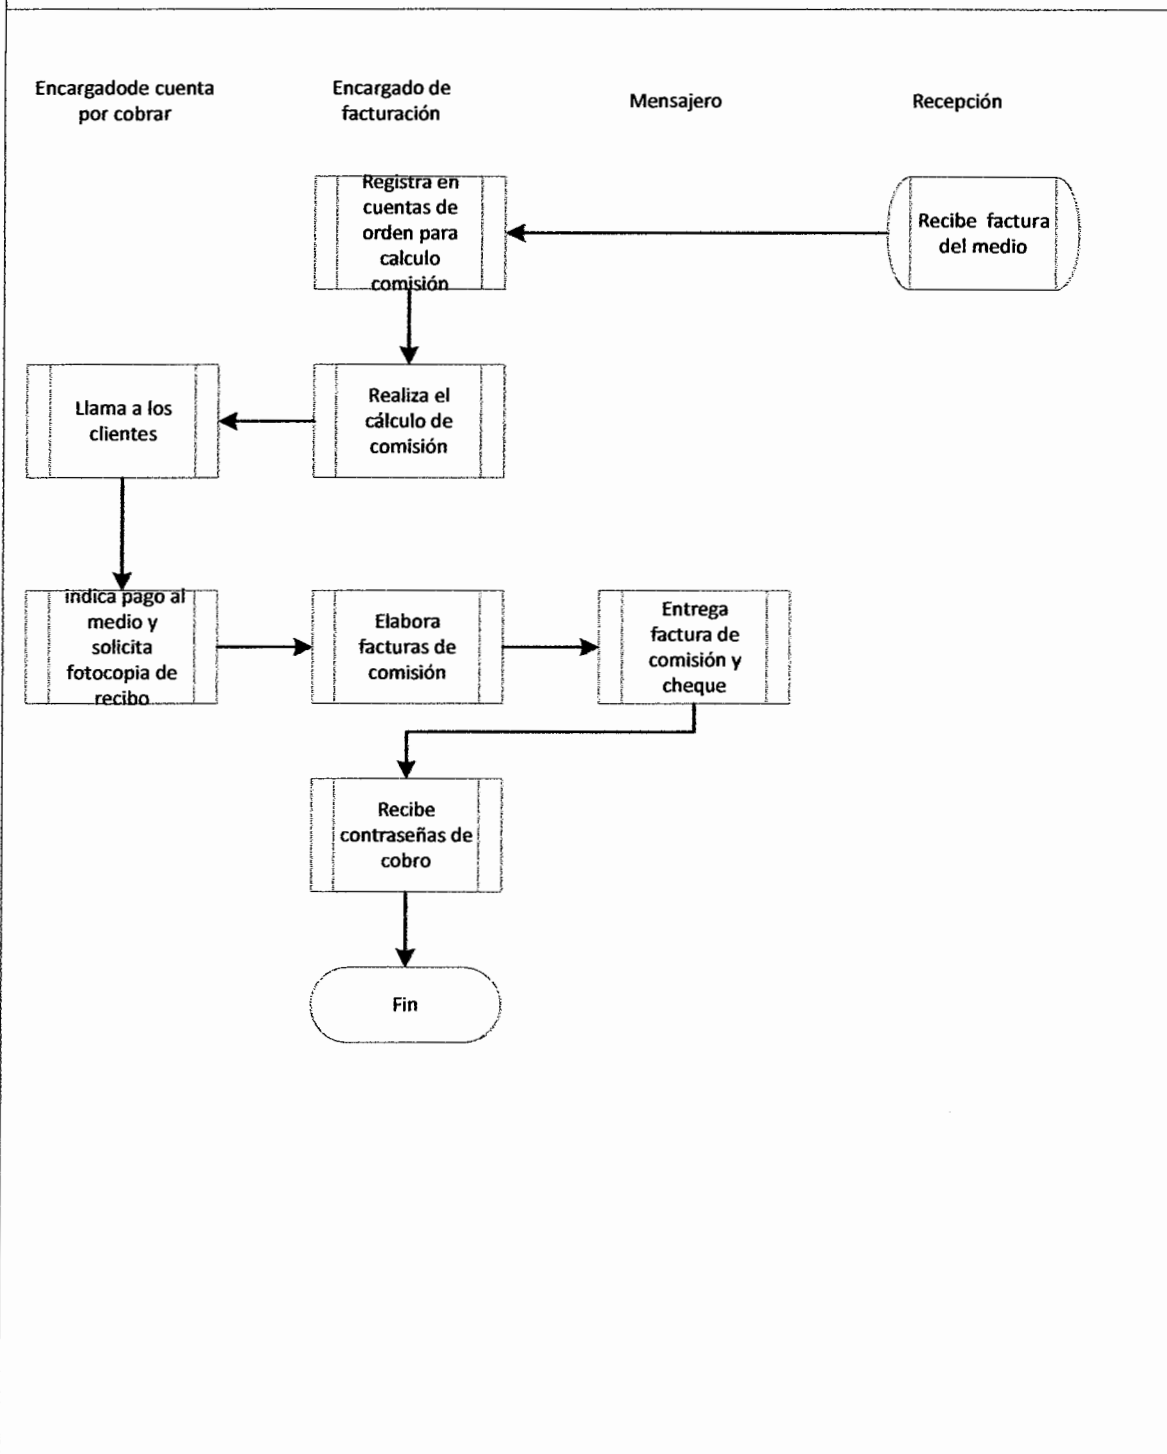 Encargadode cuenta
por cobrar
Encargado de
facturación
Mensajero
Recepción
Registra en
cuentas de
orden para
calculo
comisión
Recibe factura
del medio
Llama a los
clientes
Realiza el
cálculo de
comisión
indica pago al
medio y
solicita
fotocopia de
recibo
Elabora
facturas de
comisión
Entrega
factura de
comisión y
cheque
Recibe
contraseñas de
cobro
Fin